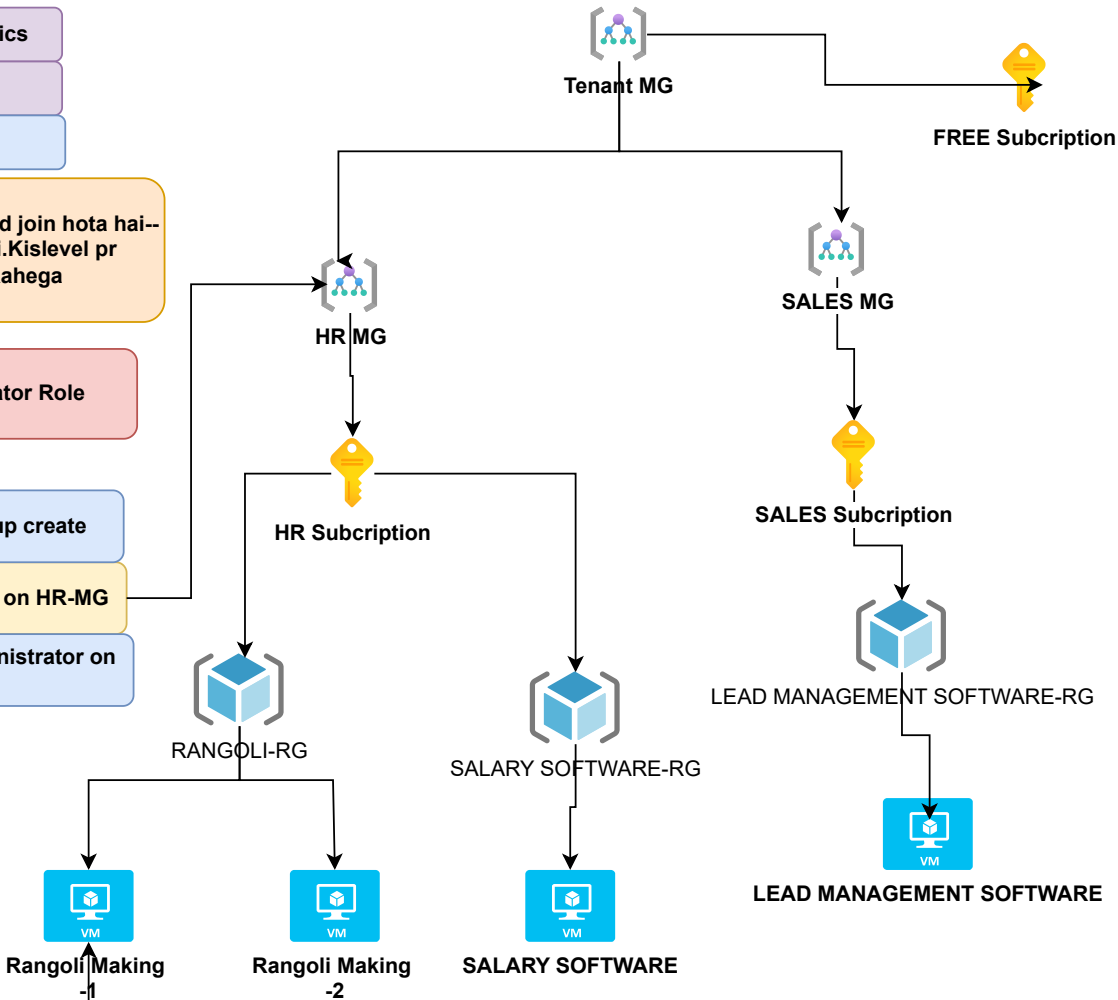 ics
Tenant MG
FREE Subcription
d join hota hai--
i.Kislevel pr
ahega
SALES MG
HR MG
ator Role
HR Subcription
SALES Subcription
up create
on HR-MG
nistrator on
RANGOLI-RG
SALARY SOFTWARE-RG
LEAD MANAGEMENT SOFTWARE-RG
VM
LEAD MANAGEMENT SOFTWARE
VM
Rangoli Making
-1
VM
Rangoli Making
-2
VM
SALARY SOFTWARE